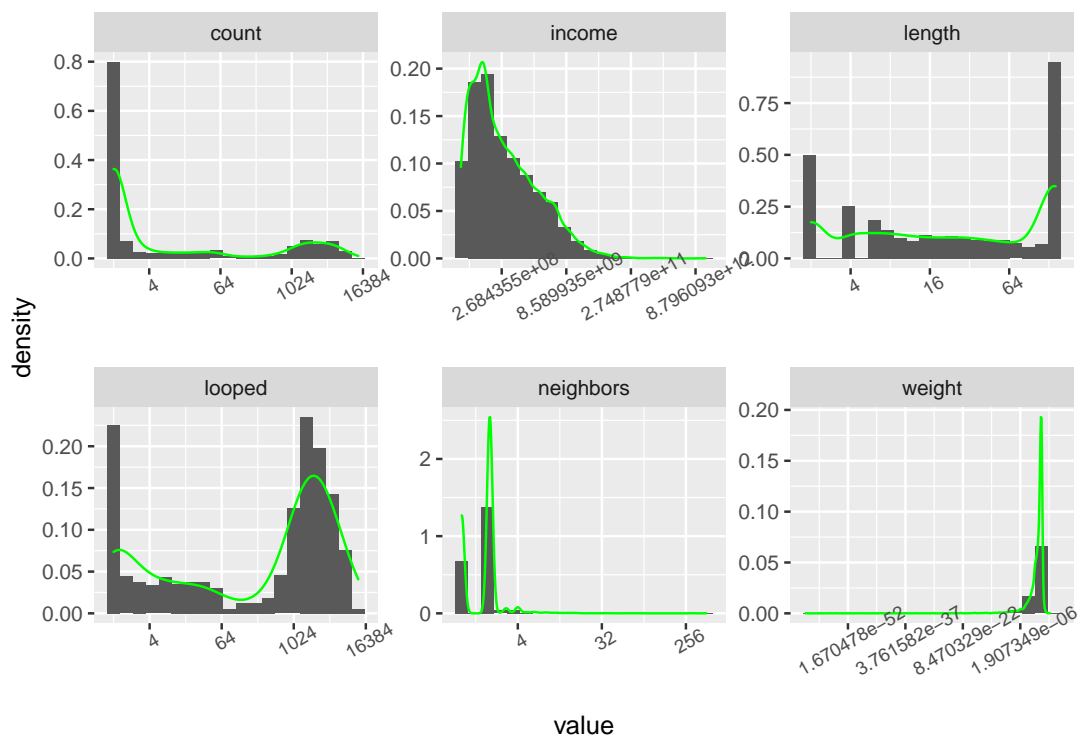 count
income
length
0.8
0.6
0.4
0.2
0.0
4
64
1024
16384
0.20
0.15
0.10
0.05
0.00
2.684355e+08
8.589935e+09
2.748779e+11
8.796093e+12
0.75
0.50
0.25
0.00
4
16
64
density
looped
neighbors
weight
0.20
0.15
0.10
0.05
0.00
4
64
1024
16384
2
1
0
4
32
256
0.20
0.15
0.10
0.05
0.00
1.670478e−52
3.761582e−37
8.470329e−22
1.907349e−06
value